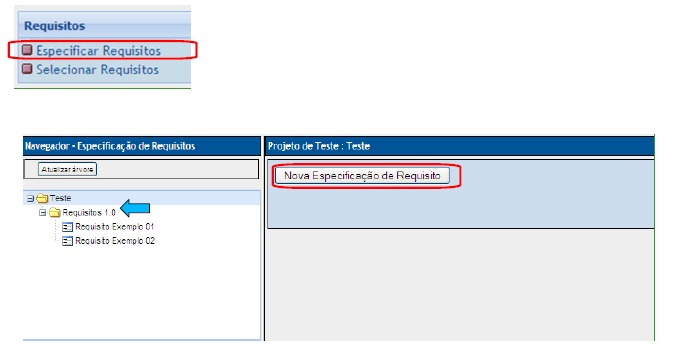 Requisitos
Especificar Requisitos
Selecionar Requisitos
Navegador - Especificação de Requisitos
Projeto de Teste : Teste
Atualizar árvore
Nova Especificação de Requisito
Teste
Requisitos 1.0
Requisito Exemplo 01
Requisito Exemplo 02